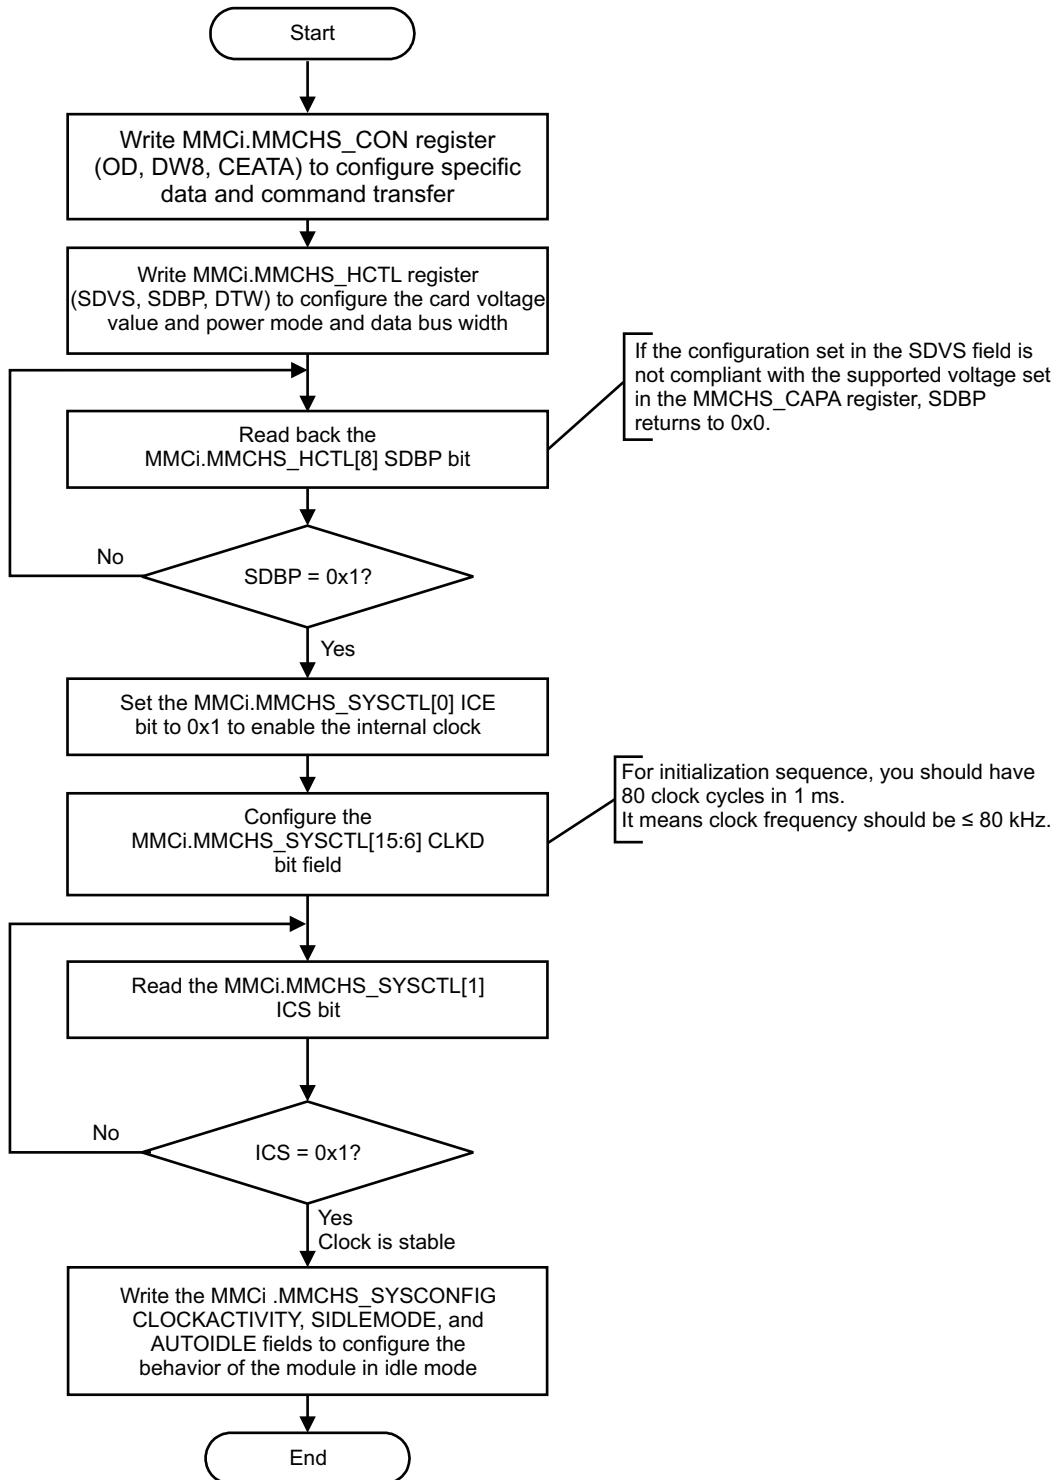 Start
Write MMCi.MMCHS_CON register
(OD, DW8, CEATA) to configure specific
data and command transfer
Write MMCi.MMCHS_HCTL register
(SDVS, SDBP, DTW) to configure the card voltage
value and power mode and data bus width
If the configuration set in the SDVS field is
not compliant with the supported voltage set
in the MMCHS_CAPA register, SDBP
returns to 0x0.
Read back the
MMCi.MMCHS_HCTL[8] SDBP bit
No
SDBP = 0x1?
Yes
Set the MMCi.MMCHS_SYSCTL[0] ICE
bit to 0x1 to enable the internal clock
For initialization sequence, you should have
80 clock cycles in 1 ms.
It means clock frequency should be ≤ 80 kHz.
Configure the
MMCi.MMCHS_SYSCTL[15:6] CLKD
bit field
Read the MMCi.MMCHS_SYSCTL[1]
ICS bit
No
ICS = 0x1?
Yes
Clock is stable
Write the MMCi .MMCHS_SYSCONFIG
CLOCKACTIVITY, SIDLEMODE, and
AUTOIDLE fields to configure the
behavior of the module in idle mode
End